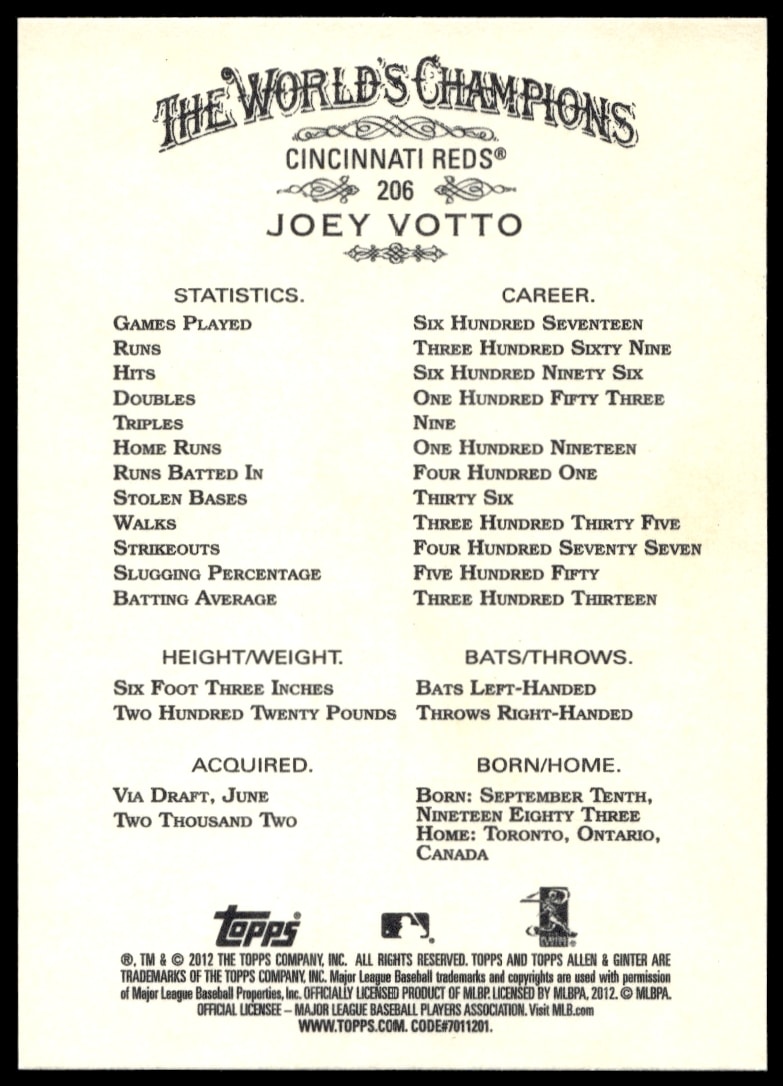 THE WORLD'S CHAMPIONS
CINCINNATI REDS®
206
JOEY VOTTO
STATISTICS. CAREER.
GAMES PLAYED SIX HUNDRED SEVENTEEN
RUNS THREE HUNDRED SIXTY NINE
HITS SIX HUNDRED NINETY SIX
DOUBLES ONE HUNDRED FIFTY THREE
TRIPLES NINE
HOME RUNS ONE HUNDRED NINETEEN
RUNS BATTED IN FOUR HUNDRED ONE
STOLEN BASES THIRTY SIX
WALKS THREE HUNDRED THIRTY FIVE
STRIKEOUTS FOUR HUNDRED SEVENTY SEVEN
SLUGGING PERCENTAGE FIVE HUNDRED FIFTY
BATTING AVERAGE THREE HUNDRED THIRTEEN
HEIGHT/WEIGHT. BATS/THROWS.
SIX FOOT THREE INCHES BATS LEFT-HANDED
TWO HUNDRED TWENTY POUNDS THROWS RIGHT-HANDED
ACQUIRED.
VIA DRAFT, JUNE
TWO THOUSAND TWO
BORN/HOME.
BORN: SEPTEMBER TENTH,
NINETEEN EIGHTY THREE
HOME: TORONTO, ONTARIO,
CANADA
Topps®
®, TM & © 2012 THE TOPPS COMPANY, INC. ALL RIGHTS RESERVED. TOPPS AND TOPPS ALLEN & GINTER ARE
TRADEMARKS OF THE TOPPS COMPANY, INC. Major League Baseball trademarks and copyrights are used with permission
of Major League Baseball Properties, Inc. OFFICIALLY LICENSED PRODUCT OF MLBP. LICENSED BY MLBPA, 2012. © MLBPA.
OFFICIAL LICENSEE – MAJOR LEAGUE BASEBALL PLAYERS ASSOCIATION. Visit MLB.com
WWW.TOPPS.COM. CODE#7011201.